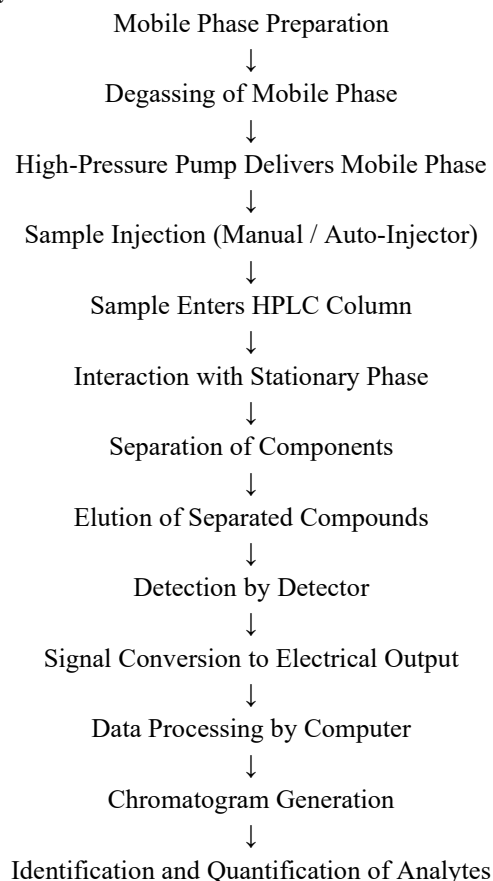 Mobile Phase Preparation
↓
Degassing of Mobile Phase
↓
High-Pressure Pump Delivers Mobile Phase
↓
Sample Injection (Manual / Auto-Injector)
↓
Sample Enters HPLC Column
↓
Interaction with Stationary Phase
↓
Separation of Components
↓
Elution of Separated Compounds
↓
Detection by Detector
↓
Signal Conversion to Electrical Output
↓
Data Processing by Computer
↓
Chromatogram Generation
↓
Identification and Quantification of Analytes